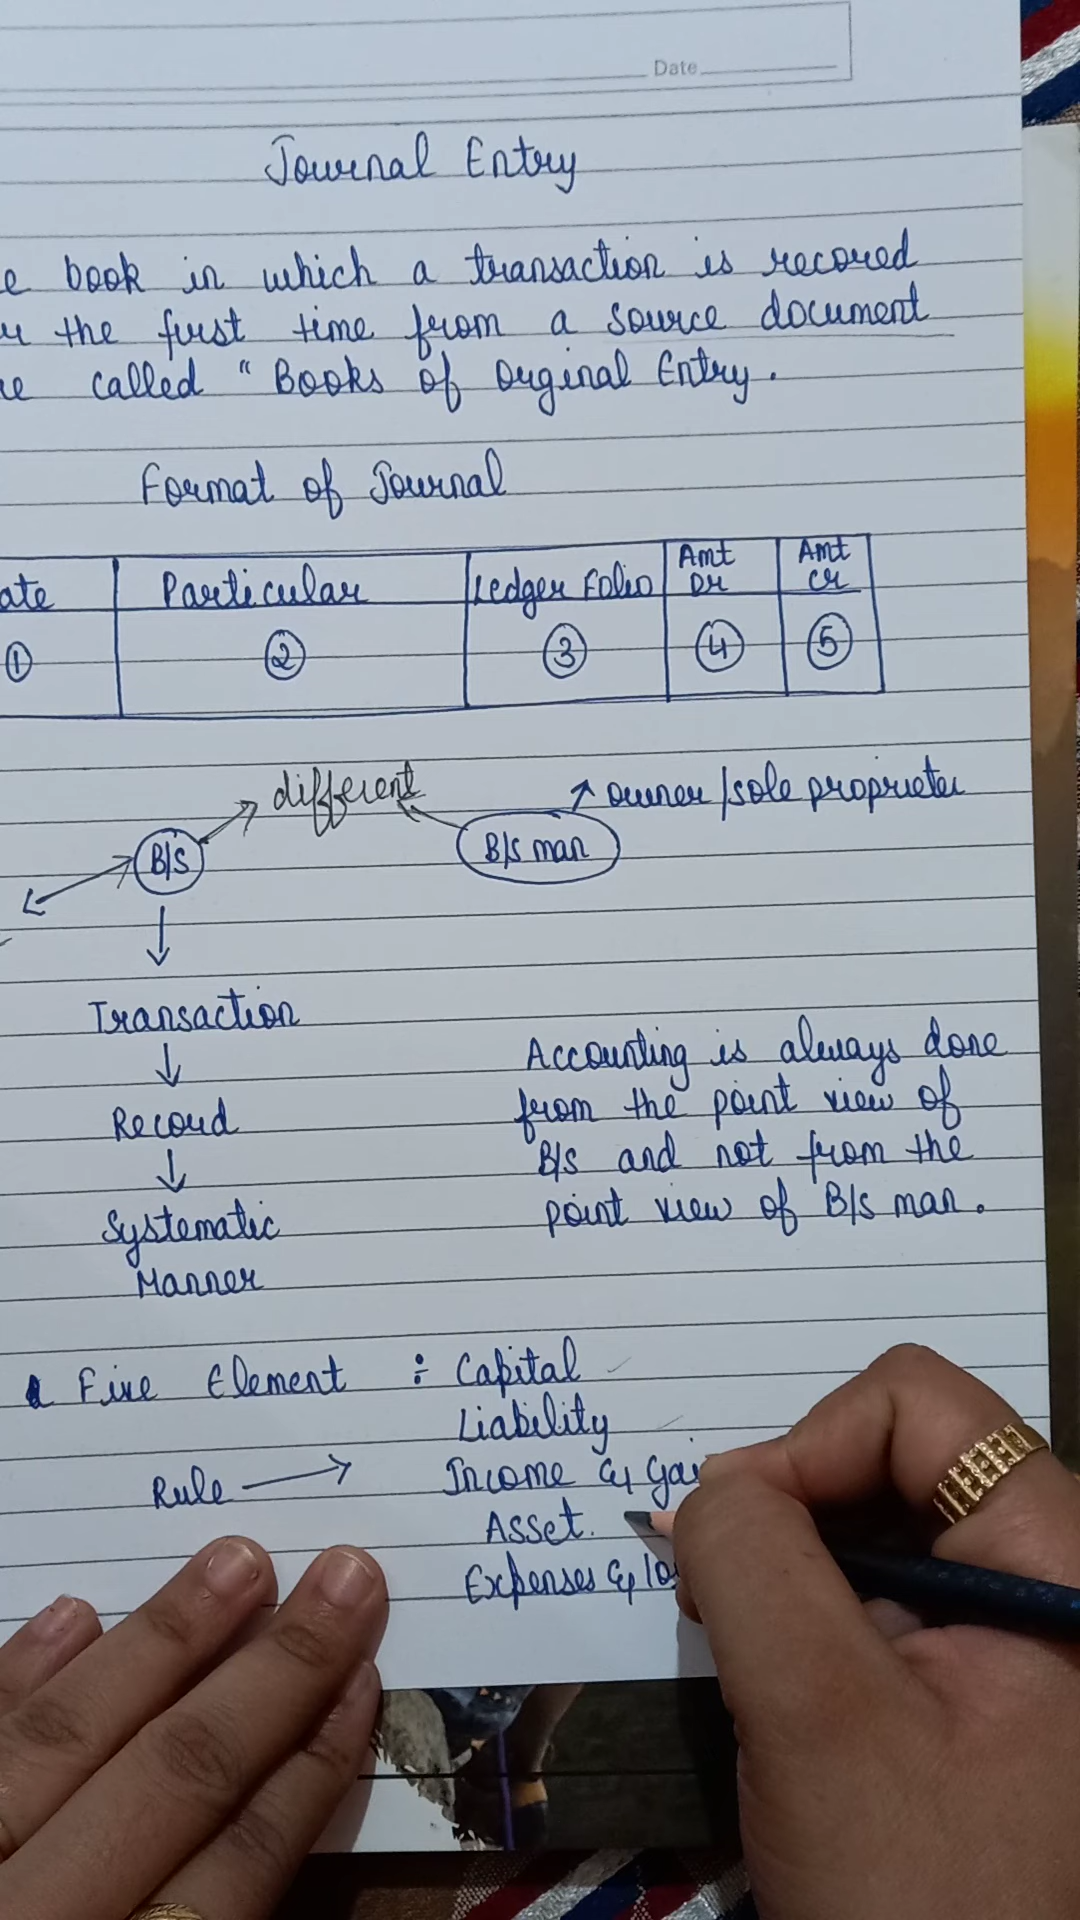 Date
Journal Entry
e book in which a transaction is recored
r the first time from a source document
re called " Books of Original Entry.
Format of Journal
ate Particular Ledger Folio Amt Dr Amt Cr
1 2 3 4 5
different owner/sole proprieter
B/S B/s man
Transaction
Record
Systematic
Manner
Accounting is always done
from the point view of
B/s and not from the
point view of B/s man.
Five Element : Capital
Liability
Rule Income & gai
Asset.
Expenses & lo